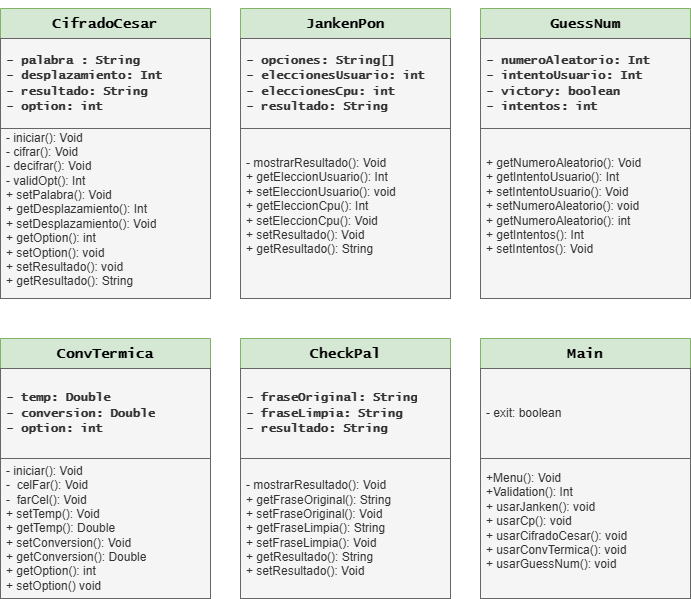 CifradoCesar
- palabra : String
- desplazamiento: Int
- resultado: String
- option: int
- iniciar(): Void
- cifrar(): Void
- decifrar(): Void
- validOpt(): Int
+ setPalabra(): Void
+ getDesplazamiento(): Int
+ setDesplazamiento(): Void
+ getOption(): int
+ setOption(): void
+ setResultado(): void
+ getResultado(): String
JankenPon
- opciones: String[]
- eleccionesUsuario: int
- eleccionesCpu: int
- resultado: String
- mostrarResultado(): Void
+ getEleccionUsuario(): Int
+ setEleccionUsuario(): void
+ getEleccionCpu(): Int
+ setEleccionCpu(): Void
+ setResultado(): Void
+ getResultado(): String
GuessNum
- numeroAleatorio: Int
- intentoUsuario: Int
- victory: boolean
- intentos: int
+ getNumeroAleatorio(): Void
+ getIntentoUsuario(): Int
+ setIntentoUsuario(): Void
+ setNumeroAleatorio(): void
+ getNumeroAleatorio(): int
+ getIntentos(): Int
+ setIntentos(): Void
ConvTermica
- temp: Double
- conversion: Double
- option: int
- iniciar(): Void
- celFar(): Void
- farCel(): Void
+ setTemp(): Void
+ getTemp(): Double
+ setConversion(): Void
+ getConversion(): Double
+ getOption(): int
+ setOption() void
CheckPal
- fraseOriginal: String
- fraseLimpia: String
- resultado: String
- mostrarResultado(): Void
+ getFraseOriginal(): String
+ setFraseOriginal(): Void
+ getFraseLimpia(): String
+ setFraseLimpia(): Void
+ getResultado(): String
+ setResultado(): Void
Main
- exit: boolean
+Menu(): Void
+Validation(): Int
+ usarJanken(): void
+ usarCp(): void
+ usarCifradoCesar(): void
+ usarConvTermica(): void
+ usarGuessNum(): void